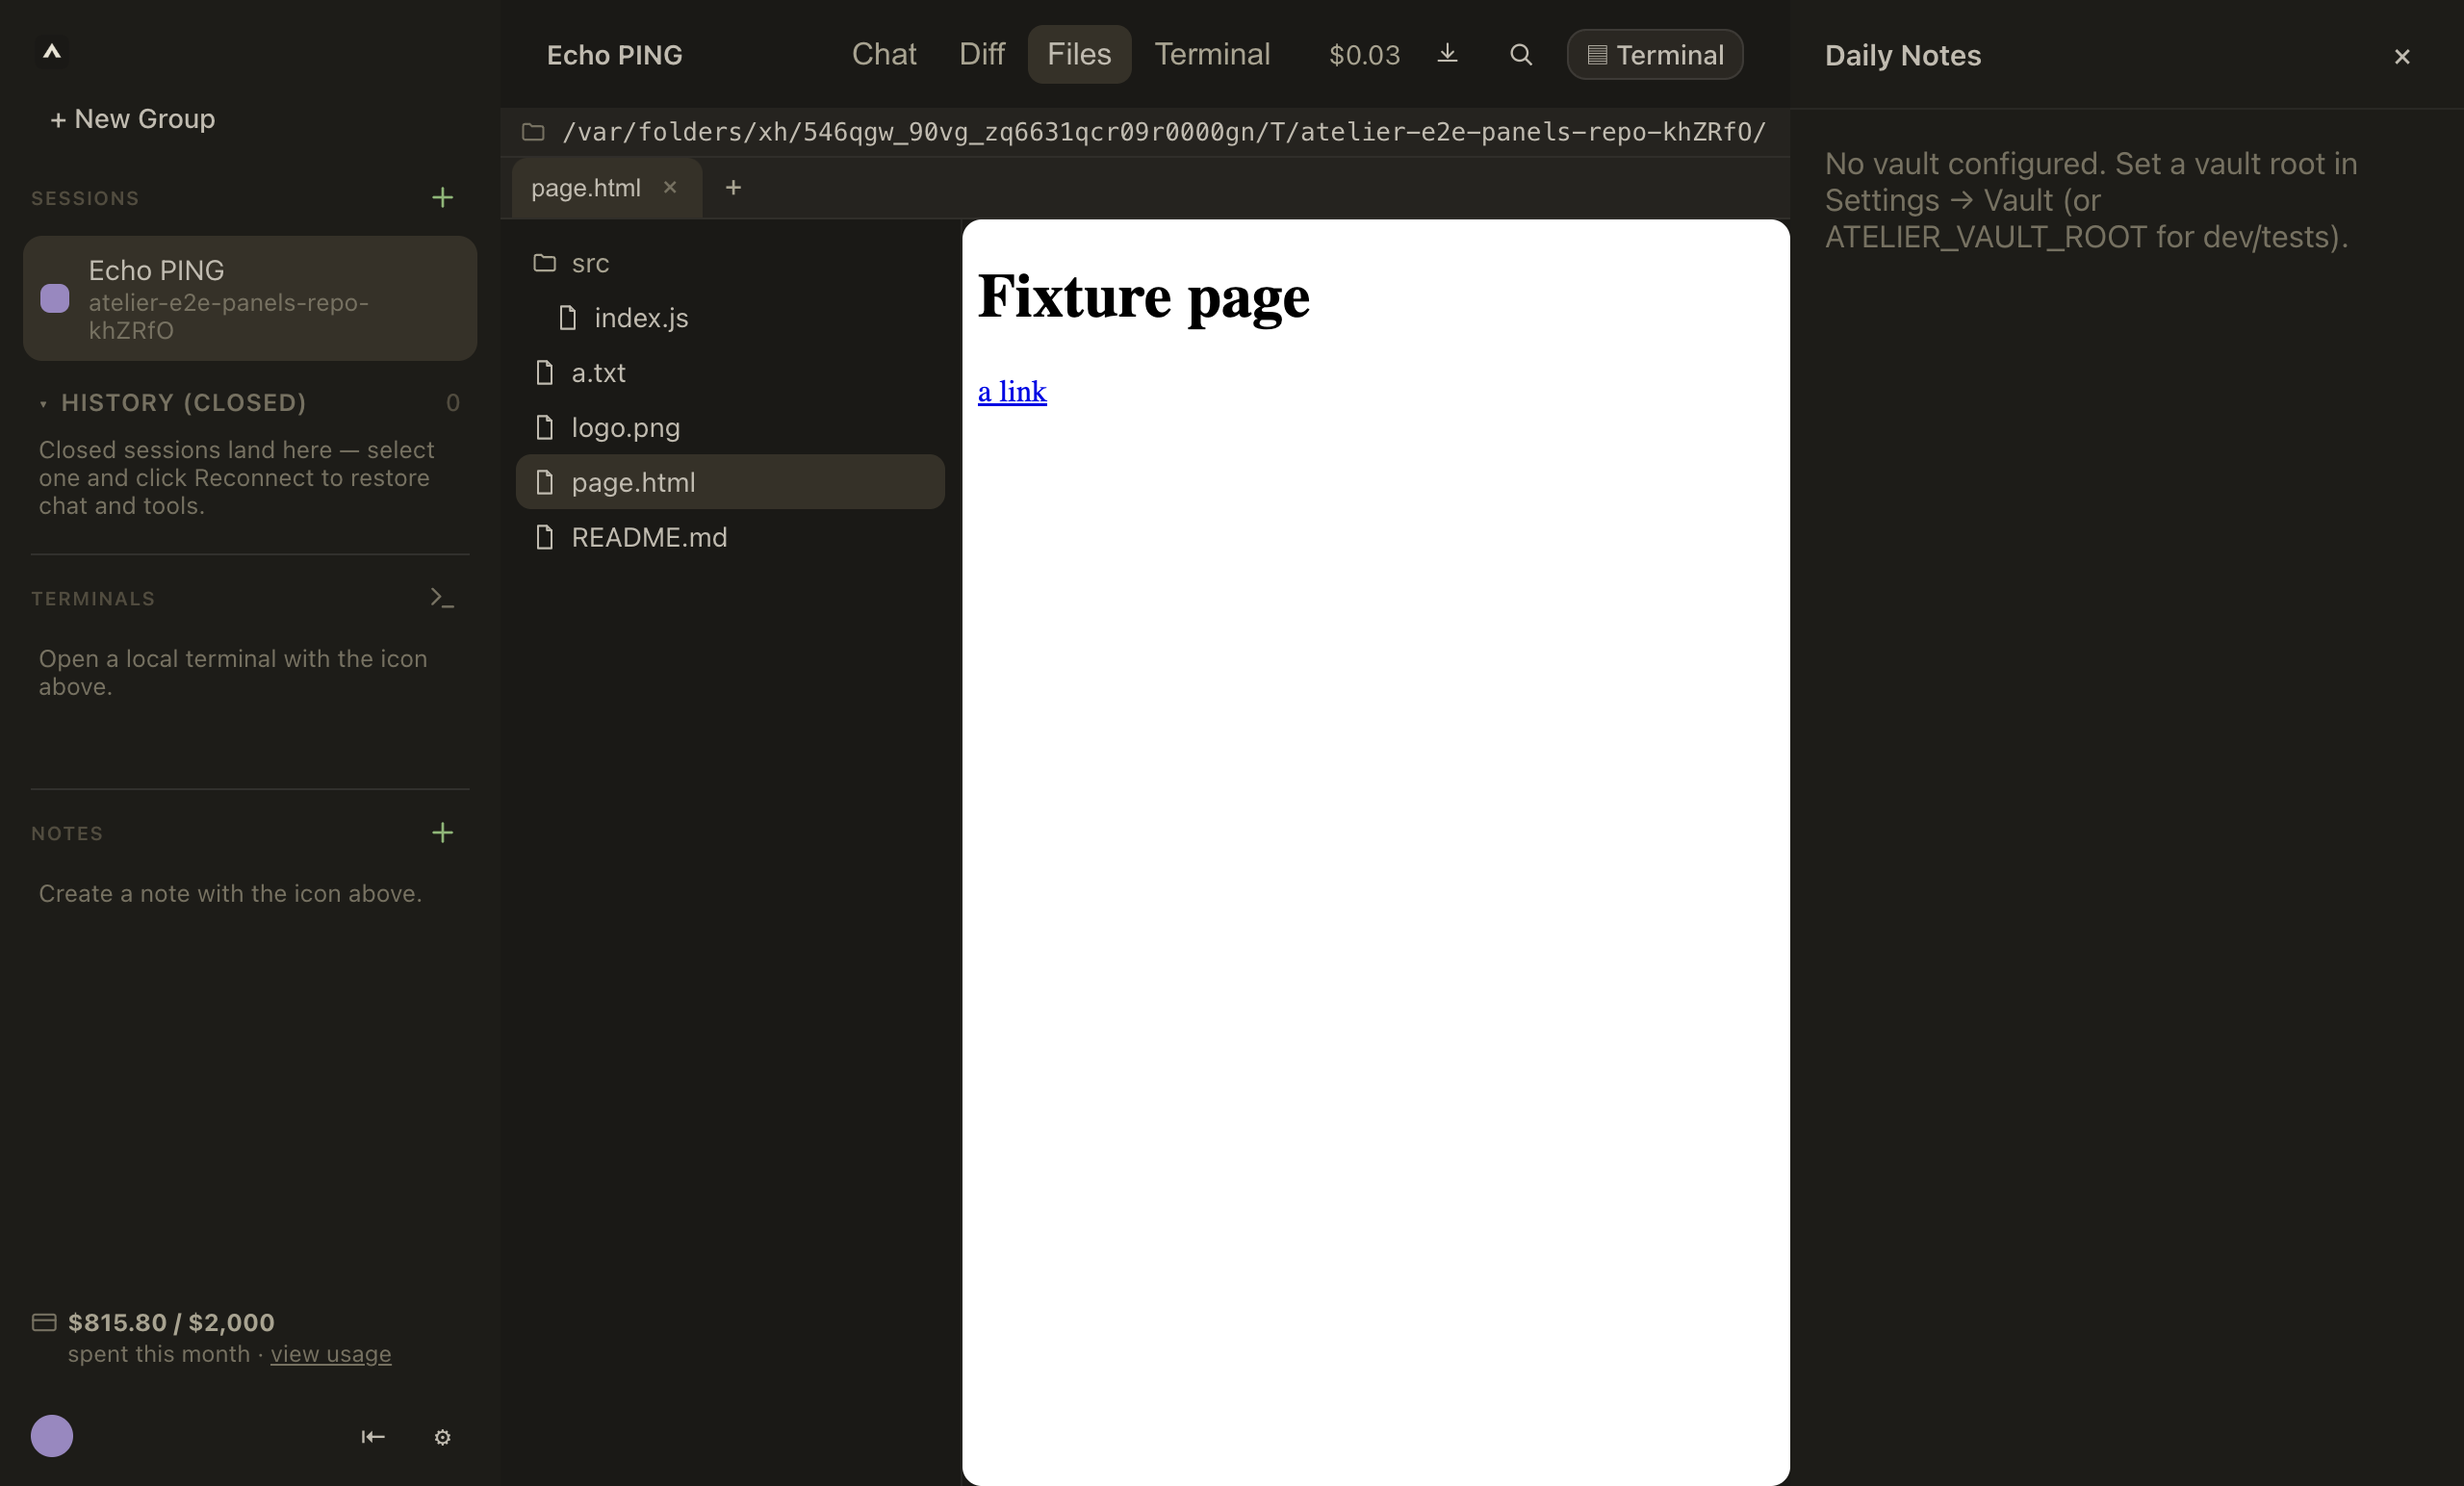 + New Group
SESSIONS
Echo PING
atelier-e2e-panels-repo-
khZRfO
HISTORY (CLOSED) 0
Closed sessions land here — select
one and click Reconnect to restore
chat and tools.
TERMINALS
Open a local terminal with the icon
above.
NOTES
Create a note with the icon above.
$815.80 / $2,000
spent this month · view usage
Echo PING Chat Diff Files Terminal $0.03 Terminal
/var/folders/xh/546qgw_90vg_zq6631qcr09r0000gn/T/atelier-e2e-panels-repo-khZRfO/
page.html × +
src
index.js
a.txt
logo.png
page.html
README.md
Fixture page
a link
Daily Notes ×
No vault configured. Set a vault root in
Settings → Vault (or
ATELIER_VAULT_ROOT for dev/tests).